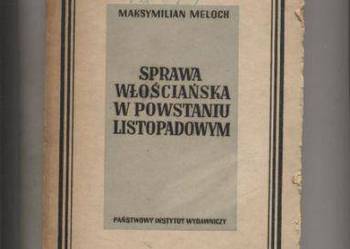 MAKSYMILIAN MELOCH
SPRAWA
WŁOŚCIAŃSKA
W POWSTANIU
LISTOPADOWYM
PAŃSTWOWY INSTYTUT WYDAWNICZY